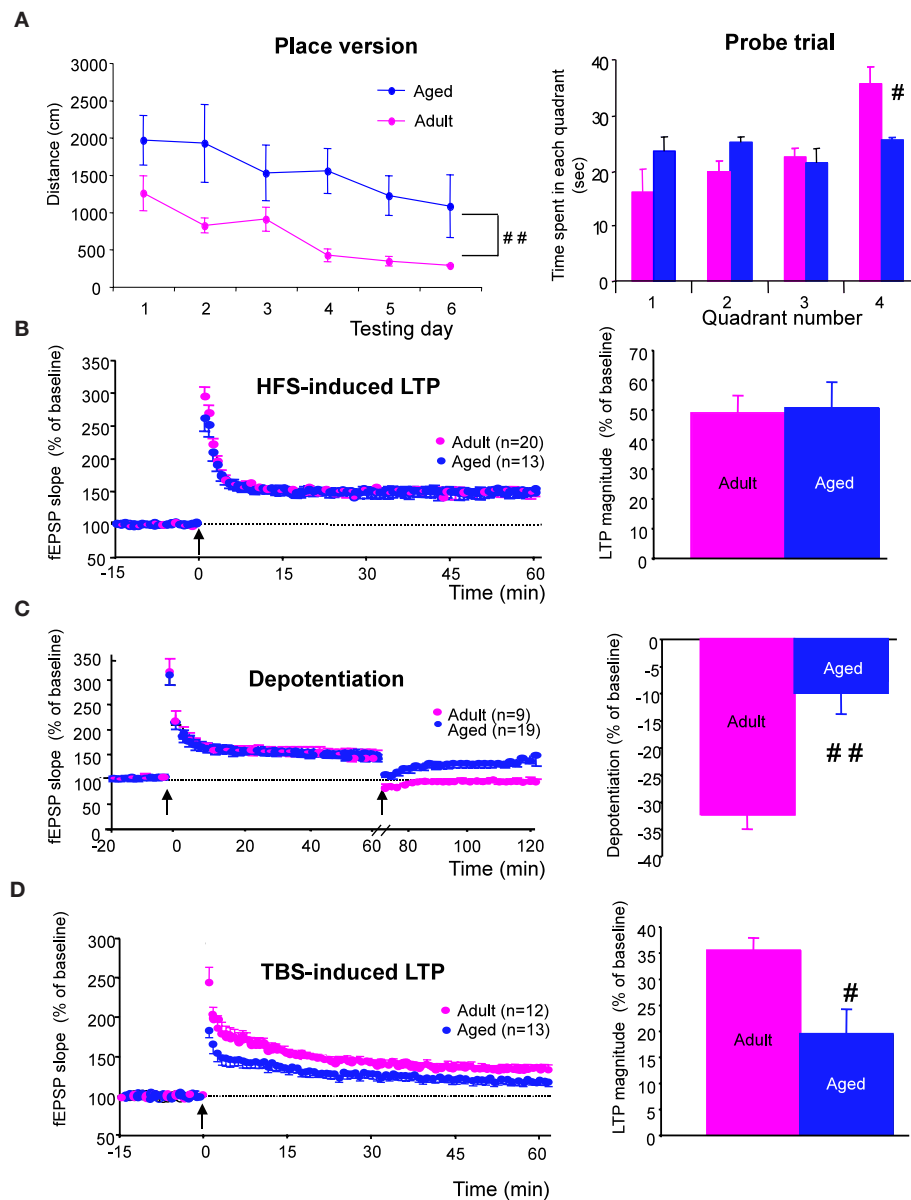 A
Place version
Distance (cm)
3000
2500
2000
1500
1000
500
0
Aged
Adult
# #
1 2 3 4 5 6
Testing day
Probe trial
Time spent in each quadrant
(sec)
40
30
20
10
0
#
1 2 3 4
Quadrant number
B
HFS-induced LTP
fEPSP slope (% of baseline)
350
300
250
200
150
100
50
Adult (n=20)
Aged (n=13)
-15 0 15 30 45 60
Time (min)
LTP magnitude (% of baseline)
70
60
50
40
30
20
10
0
Adult
Aged
C
Depotentiation
fEPSP slope (% of baseline)
350
300
250
200
150
100
50
0
Adult (n=9)
Aged (n=19)
-20 0 20 40 60 80 100 120
Time (min)
Depotentiation (% of baseline)
0
-5
-10
-15
-20
-25
-30
-35
-40
Adult
Aged
# #
D
TBS-induced LTP
fEPSP slope (% of baseline)
300
250
200
150
100
50
Adult (n=12)
Aged (n=13)
-15 0 15 30 45 60
Time (min)
LTP magnitude (% of baseline)
40
35
30
25
20
15
10
5
0
Adult
#
Aged